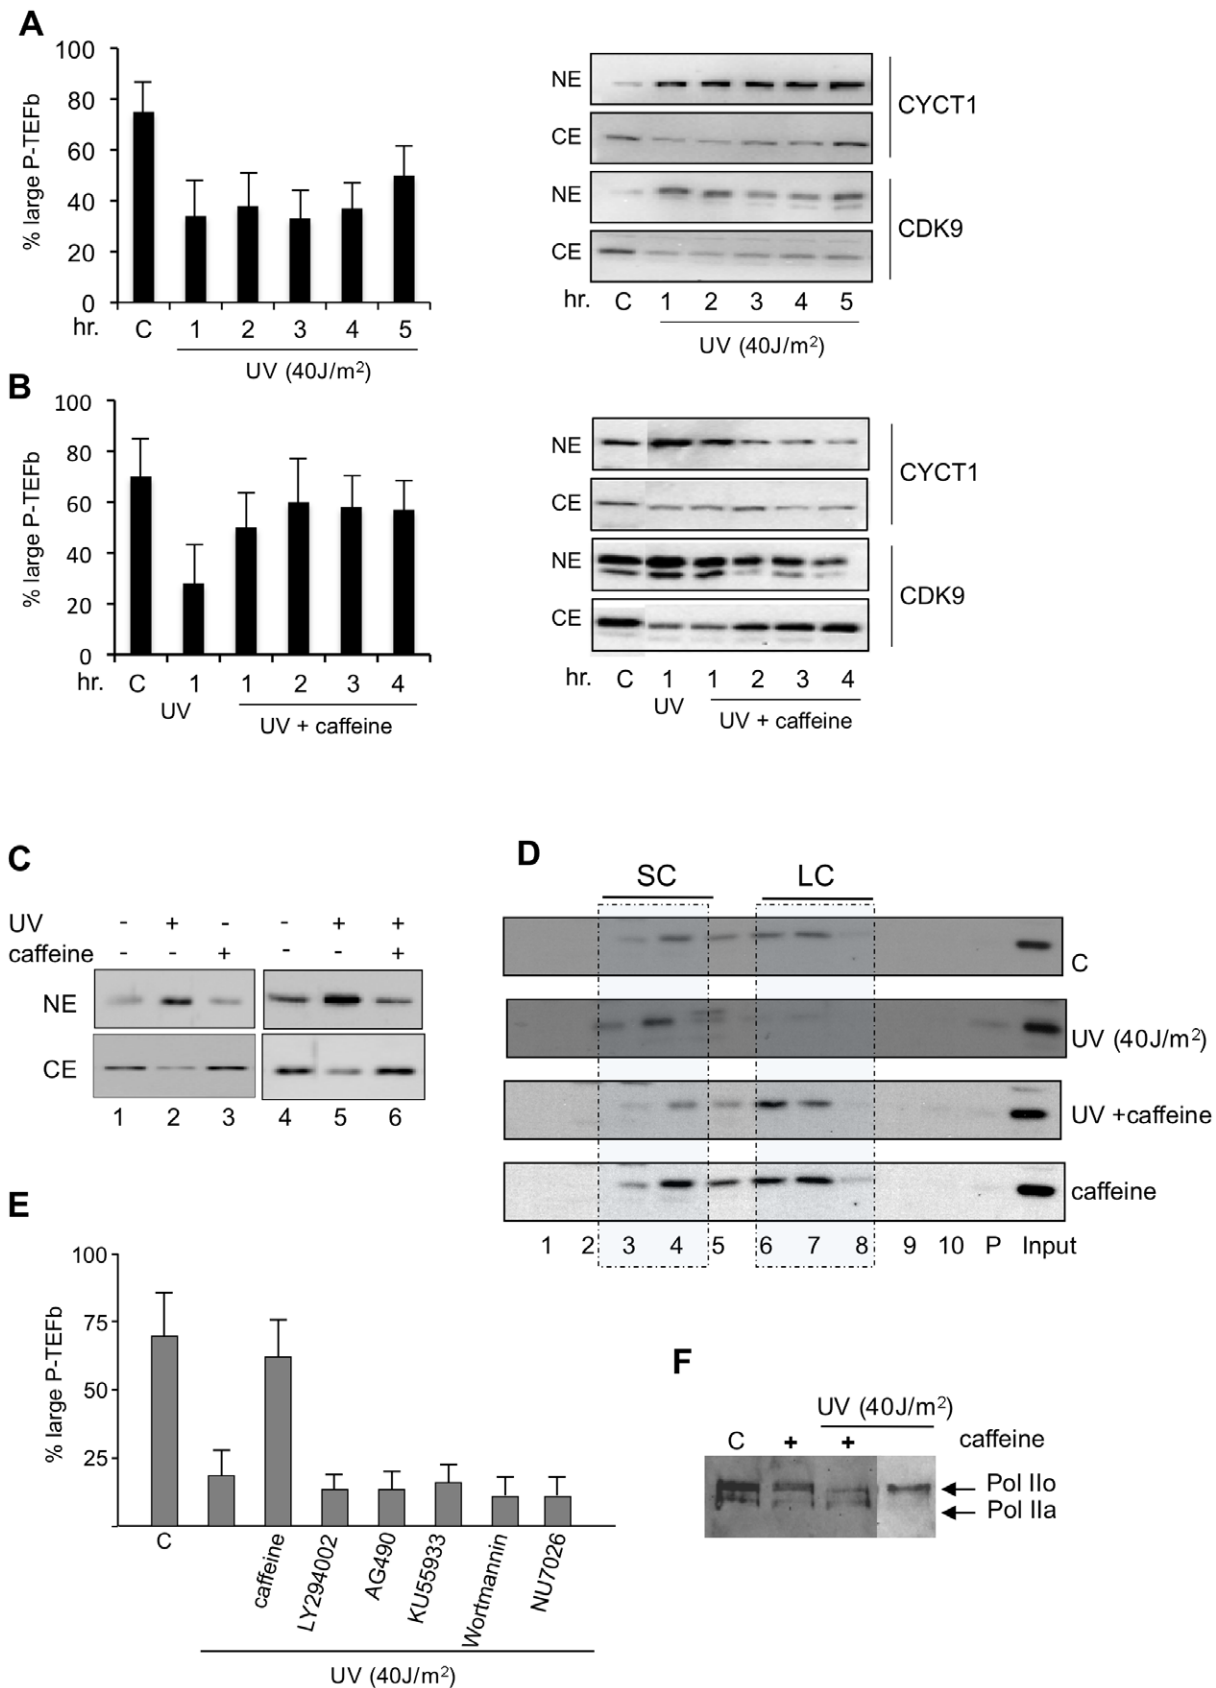 A
% large P-TEFb
100
80
60
40
20
0
hr. C 1 2 3 4 5
UV (40J/m²)
NE
CE
CYCT1
NE
CE
CDK9
hr. C 1 2 3 4 5
UV (40J/m²)
B
% large P-TEFb
100
80
60
40
20
0
hr. C 1 1 2 3 4
UV
UV + caffeine
NE
CE
CYCT1
NE
CE
CDK9
hr. C 1 1 2 3 4
UV
UV + caffeine
C
UV - + - - + +
caffeine - - + - - +
NE
CE
1 2 3 4 5 6
D
SC LC
C
UV (40J/m²)
UV +caffeine
caffeine
1 2 3 4 5 6 7 8 9 10 P Input
E
% large P-TEFb
100
75
50
25
C
caffeine
LY294002
AG490
KU55933
Wortmannin
NU7026
UV (40J/m²)
F
UV (40J/m²)
C + + caffeine
Pol IIo
Pol IIa